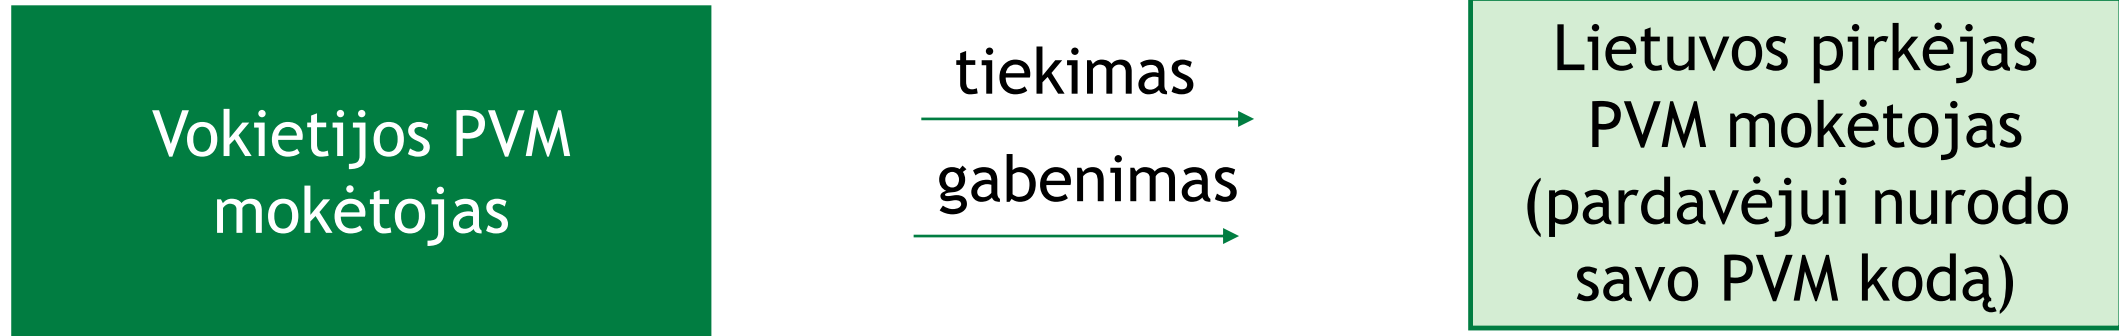 Vokietijos PVM
mokėtojas
tiekimas
gabenimas
Lietuvos pirkėjas
PVM mokėtojas
(pardavėjui nurodo
savo PVM kodą)